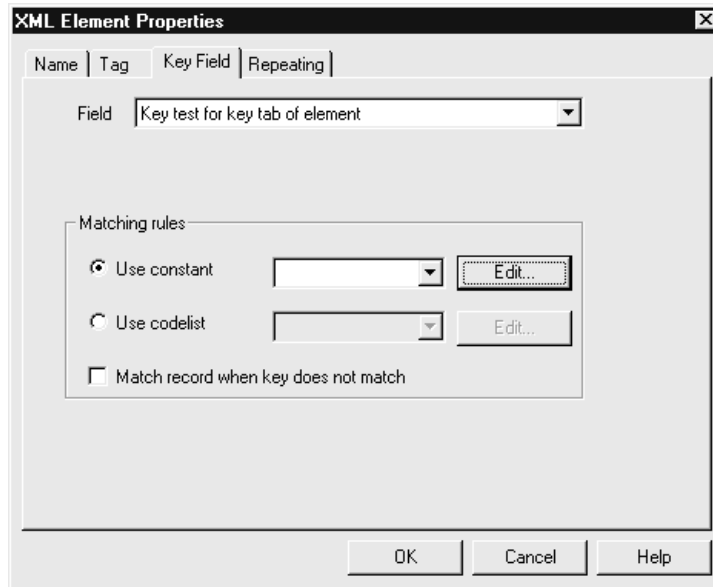 XML Element Properties
Name Tag Key Field Repeating
Field Key test for key tab of element
Matching rules
Use constant Edit...
Use codelist Edit...
Match record when key does not match
OK Cancel Help